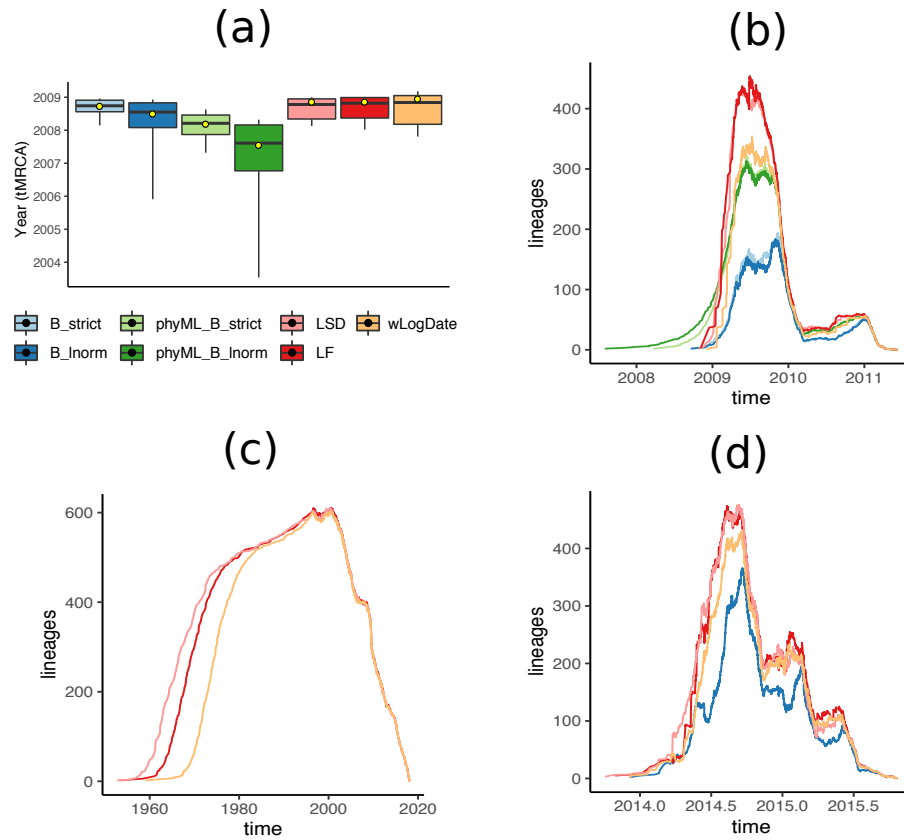 (a)
2009
2008
2007
2006
2005
2004
Year (tMRCA)
B_strict phyML_B_strict LSD wLogDate
B_lnorm phyML_B_lnorm LF
(b)
400
300
200
100
0
lineages
2008 2009 2010 2011
time
(c)
600
400
200
0
lineages
1960 1980 2000 2020
time
(d)
400
300
200
100
0
lineages
2014.0 2014.5 2015.0 2015.5
time